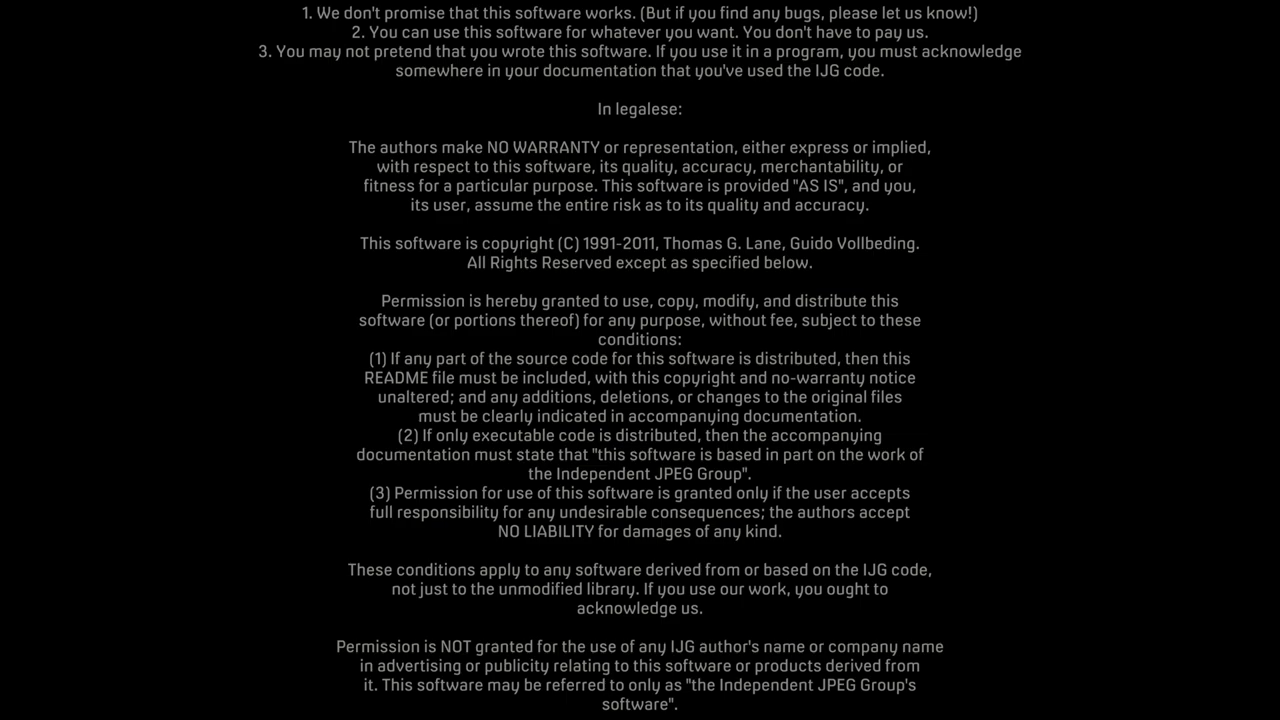 1. We don't promise that this software works. (But if you find any bugs, please let us know!)
2. You can use this software for whatever you want. You don't have to pay us.
3. You may not pretend that you wrote this software. If you use it in a program, you must acknowledge
somewhere in your documentation that you've used the IJG code.
In legalese:
The authors make NO WARRANTY or representation, either express or implied,
with respect to this software, its quality, accuracy, merchantability, or
fitness for a particular purpose. This software is provided "AS IS", and you,
its user, assume the entire risk as to its quality and accuracy.
This software is copyright (C) 1991-2011, Thomas G. Lane, Guido Vollbeding.
All Rights Reserved except as specified below.
Permission is hereby granted to use, copy, modify, and distribute this
software (or portions thereof) for any purpose, without fee, subject to these
conditions:
(1) If any part of the source code for this software is distributed, then this
README file must be included, with this copyright and no-warranty notice
unaltered; and any additions, deletions, or changes to the original files
must be clearly indicated in accompanying documentation.
(2) If only executable code is distributed, then the accompanying
documentation must state that "this software is based in part on the work of
the Independent JPEG Group".
(3) Permission for use of this software is granted only if the user accepts
full responsibility for any undesirable consequences; the authors accept
NO LIABILITY for damages of any kind.
These conditions apply to any software derived from or based on the IJG code,
not just to the unmodified library. If you use our work, you ought to
acknowledge us.
Permission is NOT granted for the use of any IJG author's name or company name
in advertising or publicity relating to this software or products derived from
it. This software may be referred to only as "the Independent JPEG Group's
software".